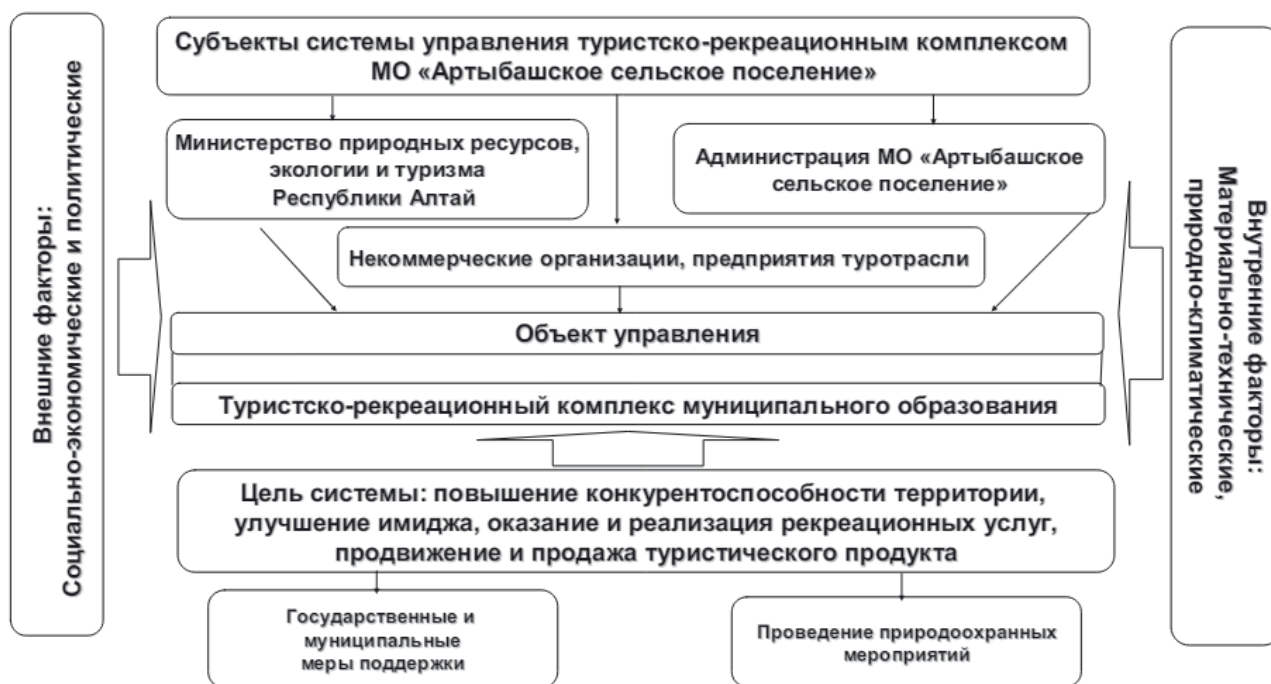 Внешние факторы:
Социально-экономические и политические
Субъекты системы управления туристско-рекреационным комплексом
МО «Артыбашское сельское поселение»
Министерство природных ресурсов,
экологии и туризма
Республики Алтай
Администрация МО «Артыбашское
сельское поселение»
Некоммерческие организации, предприятия туротрасли
Объект управления
Туристско-рекреационный комплекс муниципального образования
Цель системы: повышение конкурентоспособности территории,
улучшение имиджа, оказание и реализация рекреационных услуг,
продвижение и продажа туристического продукта
Государственные и
муниципальные
меры поддержки
Проведение природоохранных
мероприятий
Внутренние факторы:
Материально-технические,
природно-климатические